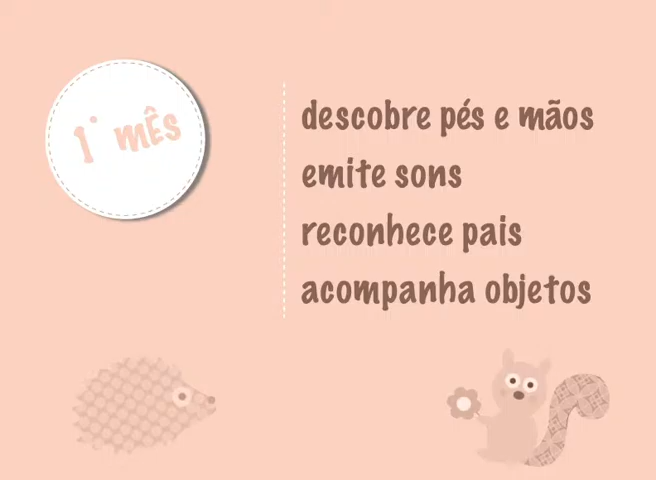 1° mês
descobre pés e mãos
emite sons
reconhece pais
acompanha objetos